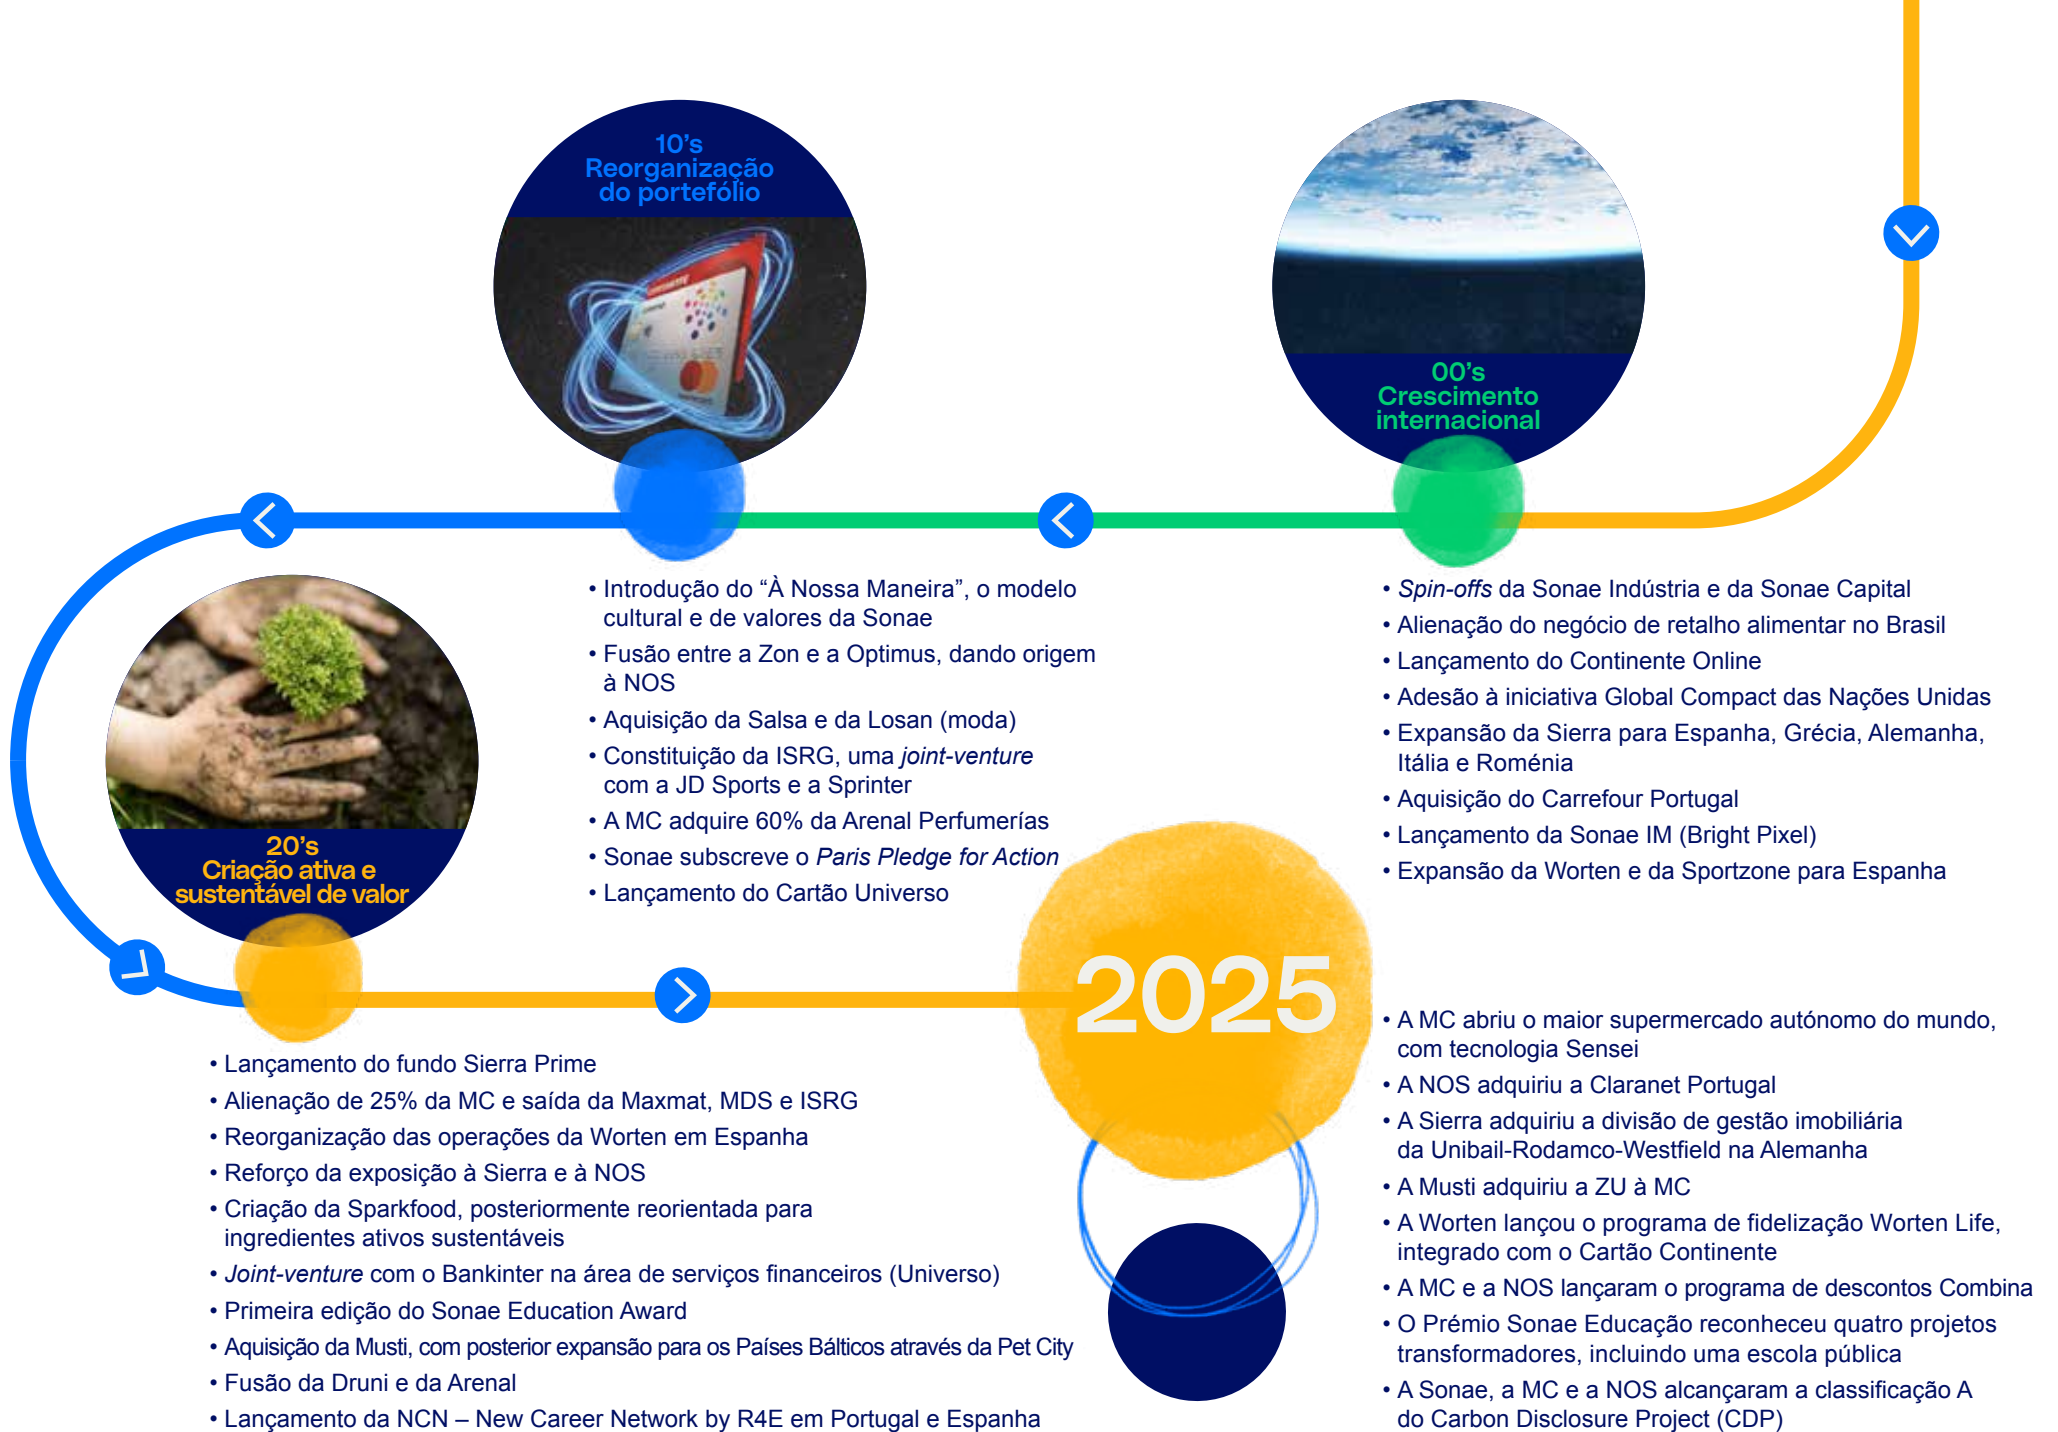 00’s
Crescimento
internacional
• Spin-offs da Sonae Indústria e da Sonae Capital
• Alienação do negócio de retalho alimentar no Brasil
• Lançamento do Continente Online
• Adesão à iniciativa Global Compact das Nações Unidas
• Expansão da Sierra para Espanha, Grécia, Alemanha,
Itália e Roménia
• Aquisição do Carrefour Portugal
• Lançamento da Sonae IM (Bright Pixel)
• Expansão da Worten e da Sportzone para Espanha
10’s
Reorganização
do portefólio
• Introdução do “À Nossa Maneira”, o modelo
cultural e de valores da Sonae
• Fusão entre a Zon e a Optimus, dando origem
à NOS
• Aquisição da Salsa e da Losan (moda)
• Constituição da ISRG, uma joint-venture
com a JD Sports e a Sprinter
• A MC adquire 60% da Arenal Perfumerías
• Sonae subscreve o Paris Pledge for Action
• Lançamento do Cartão Universo
20’s
Criação ativa e
sustentável de valor
• Lançamento do fundo Sierra Prime
• Alienação de 25% da MC e saída da Maxmat, MDS e ISRG
• Reorganização das operações da Worten em Espanha
• Reforço da exposição à Sierra e à NOS
• Criação da Sparkfood, posteriormente reorientada para
ingredientes ativos sustentáveis
• Joint-venture com o Bankinter na área de serviços financeiros (Universo)
• Primeira edição do Sonae Education Award
• Aquisição da Musti, com posterior expansão para os Países Bálticos através da Pet City
• Fusão da Druni e da Arenal
• Lançamento da NCN – New Career Network by R4E em Portugal e Espanha
2025
• A MC abriu o maior supermercado autónomo do mundo,
com tecnologia Sensei
• A NOS adquiriu a Claranet Portugal
• A Sierra adquiriu a divisão de gestão imobiliária
da Unibail-Rodamco-Westfield na Alemanha
• A Musti adquiriu a ZU à MC
• A Worten lançou o programa de fidelização Worten Life,
integrado com o Cartão Continente
• A MC e a NOS lançaram o programa de descontos Combina
• O Prémio Sonae Educação reconheceu quatro projetos
transformadores, incluindo uma escola pública
• A Sonae, a MC e a NOS alcançaram a classificação A
do Carbon Disclosure Project (CDP)